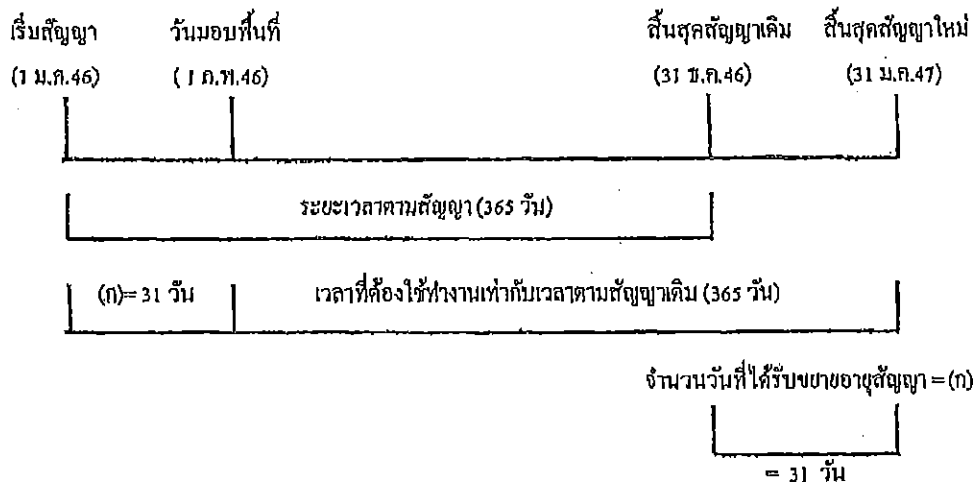 เริ่มสัญญา วันมอบพื้นที่ สิ้นสุดสัญญาเดิม สิ้นสุดสัญญาใหม่
(1 ม.ค.46) (1 ก.พ.46) (31 ธ.ค.46) (31 ม.ค.47)
ระยะเวลาตามสัญญา (365 วัน)
(ก)= 31 วัน เวลาที่ต้องใช้ทำงานเท่ากับเวลาตามสัญญาเดิม (365 วัน)
จำนวนวันที่ได้รับขยายอายุสัญญา = (ก)
= 31 วัน